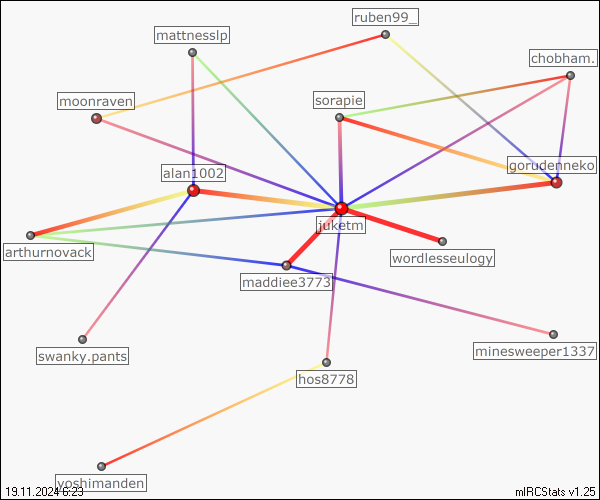 ruben99_
mattnesslp
chobham.
moonraven
sorapie
alan1002
gorudenneko
juketm
arthurnovack
wordlesseulogy
maddiee3773
swanky.pants
minesweeper1337
hos8778
yoshimanden
19.11.2024 6:23
mIRCStats v1.25